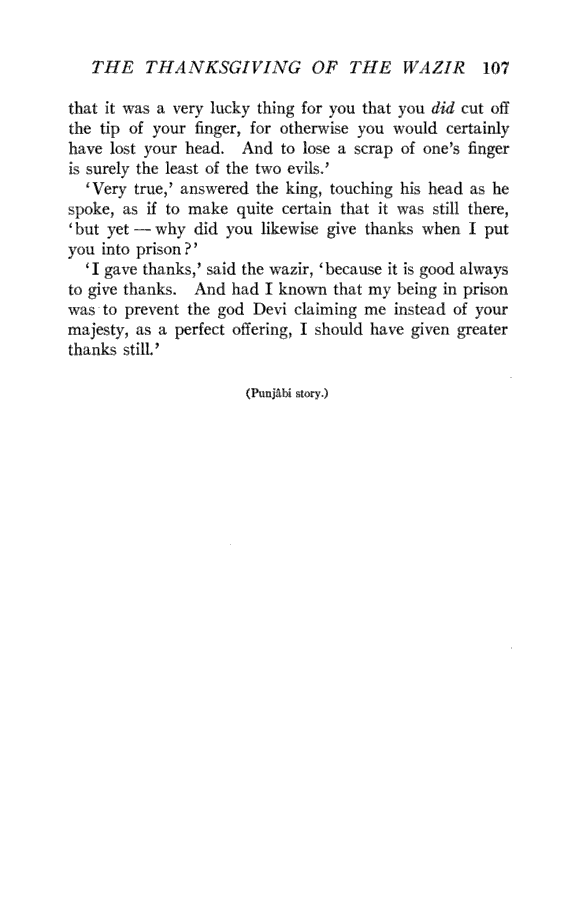 THE THANKSGIVING OF THE WAZIR 107
that it was a very lucky thing for you that you did cut off
the tip of your finger, for otherwise you would certainly
have lost your head. And to lose a scrap of one's finger
is surely the least of the two evils.'
'Very true,' answered the king, touching his head as he
spoke, as if to make quite certain that it was still there,
'but yet — why did you likewise give thanks when I put
you into prison?'
'I gave thanks,' said the wazir, 'because it is good always
to give thanks. And had I known that my being in prison
was to prevent the god Devi claiming me instead of your
majesty, as a perfect offering, I should have given greater
thanks still.'
(Punjâbi story.)